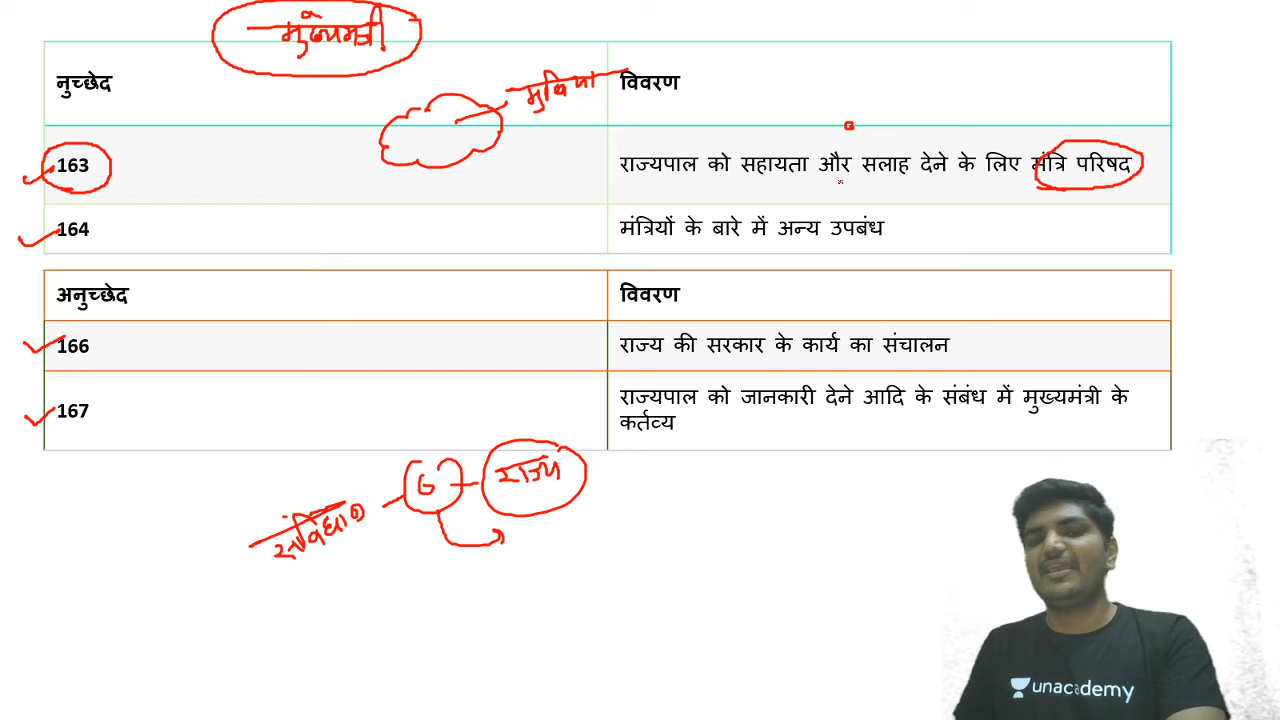 मुख्यमंत्री
नुच्छेद
मुखिया
विवरण
163
राज्यपाल को सहायता और सलाह देने के लिए मंत्रि परिषद
164
मंत्रियों के बारे में अन्य उपबंध
अनुच्छेद
विवरण
166
राज्य की सरकार के कार्य का संचालन
167
राज्यपाल को जानकारी देने आदि के संबंध में मुख्यमंत्री के
कर्तव्य
संविधान
6
राज्य
unacademy